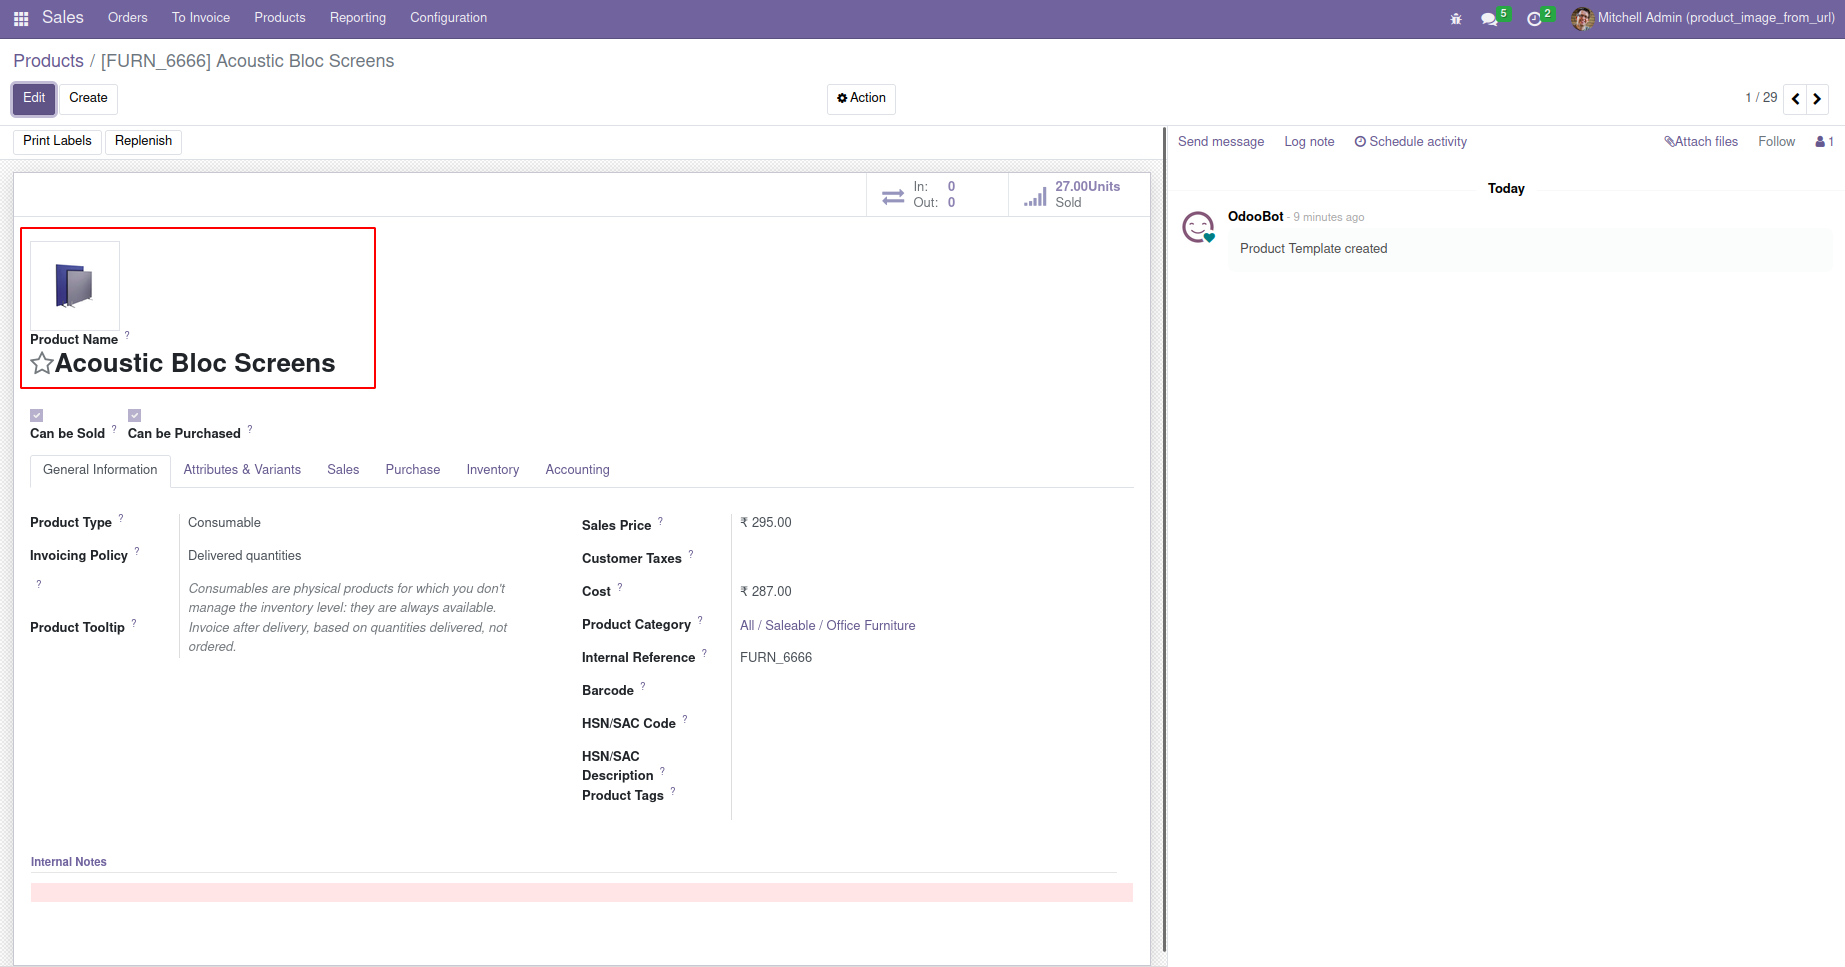 Sales Orders To Invoice Products Reporting Configuration 5 2 Mitchell Admin (product_image_from_url)
Products / [FURN_6666] Acoustic Bloc Screens
Edit Create Action 1 / 29
Print Labels Replenish
Send message Log note Schedule activity Attach files Follow 1
In: 0
Out: 0
27.00Units
Sold
Product Name ?
Acoustic Bloc Screens
Can be Sold ? Can be Purchased ?
General Information Attributes & Variants Sales Purchase Inventory Accounting
Product Type ? Consumable
Invoicing Policy ? Delivered quantities
?
Product Tooltip ?
Consumables are physical products for which you don't
manage the inventory level: they are always available.
Invoice after delivery, based on quantities delivered, not
ordered.
Sales Price ? ₹ 295.00
Customer Taxes ?
Cost ? ₹ 287.00
Product Category ? All / Saleable / Office Furniture
Internal Reference ? FURN_6666
Barcode ?
HSN/SAC Code ?
HSN/SAC
Description ?
Product Tags ?
Internal Notes
Today
OdooBot - 9 minutes ago
Product Template created